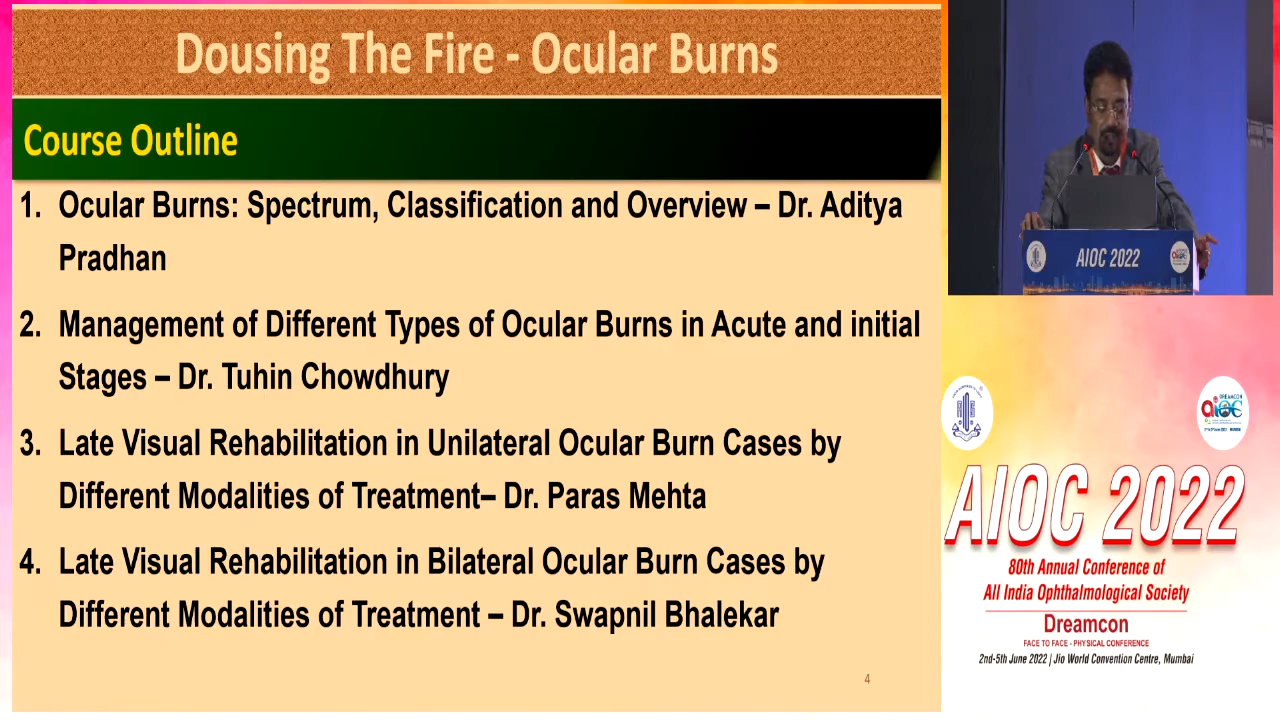 Dousing The Fire - Ocular Burns
Course Outline
1. Ocular Burns: Spectrum, Classification and Overview – Dr. Aditya
Pradhan
2. Management of Different Types of Ocular Burns in Acute and initial
Stages – Dr. Tuhin Chowdhury
3. Late Visual Rehabilitation in Unilateral Ocular Burn Cases by
Different Modalities of Treatment– Dr. Paras Mehta
4. Late Visual Rehabilitation in Bilateral Ocular Burn Cases by
Different Modalities of Treatment – Dr. Swapnil Bhalekar
4
AIOC 2022
DREAMCON
aioc
AIOC 2022
80th Annual Conference of
All India Ophthalmological Society
Dreamcon
FACE TO FACE - PHYSICAL CONFERENCE
2nd-5th June 2022 | Jio World Convention Centre, Mumbai